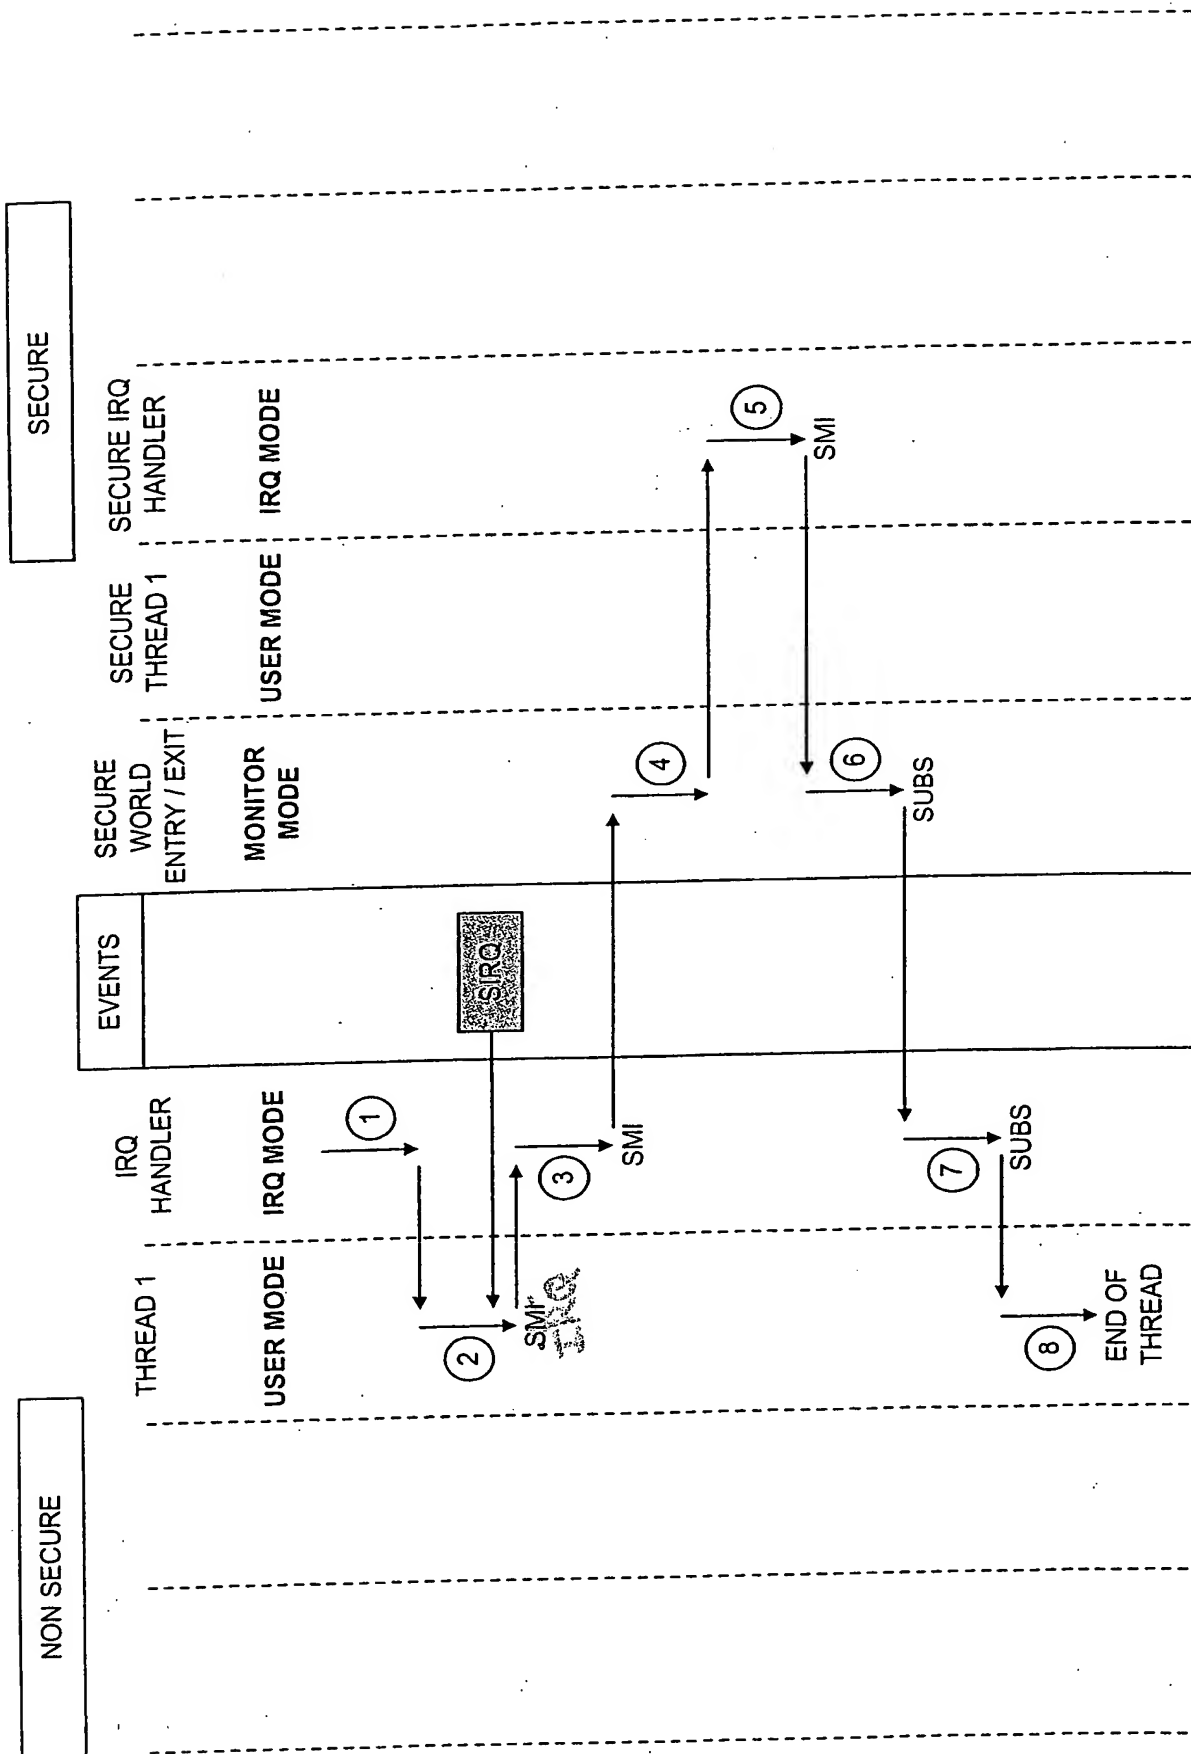 NON SECURE
SECURE
EVENTS
THREAD 1
IRQ
HANDLER
SECURE
WORLD
ENTRY / EXIT
SECURE
THREAD 1
SECURE IRQ
HANDLER
USER MODE
IRQ MODE
MONITOR
MODE
USER MODE
IRQ MODE
1
2
SIRQ
SMI
IRQ
3
SMI
4
5
SMI
6
SUBS
7
SUBS
8
END OF
THREAD